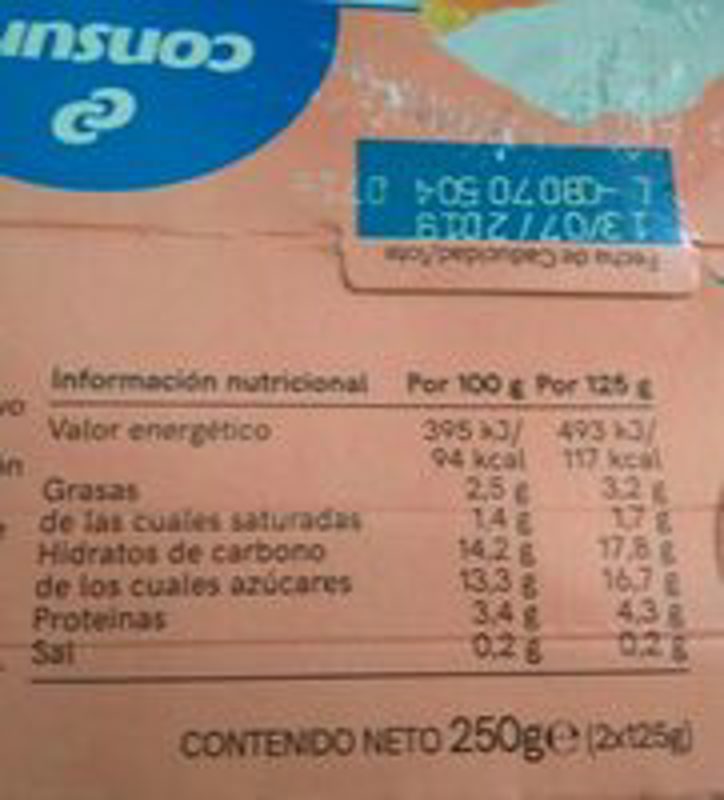 consum
Fecha de Caducidad/lote
13/07/2019
Información nutricional Por 100 g Por 125 g
Valor energético 395 kJ/ 493 kJ/
94 kcal 117 kcal
Grasas 2,5 g 3,2 g
de las cuales saturadas 1,4 g 1,7 g
Hidratos de carbono 14,2 g 17,8 g
de los cuales azúcares 13,3 g 16,7 g
Proteínas 3,4 g 4,3 g
Sal 0,2 g 0,2 g
CONTENIDO NETO 250g℮ (2x125g)